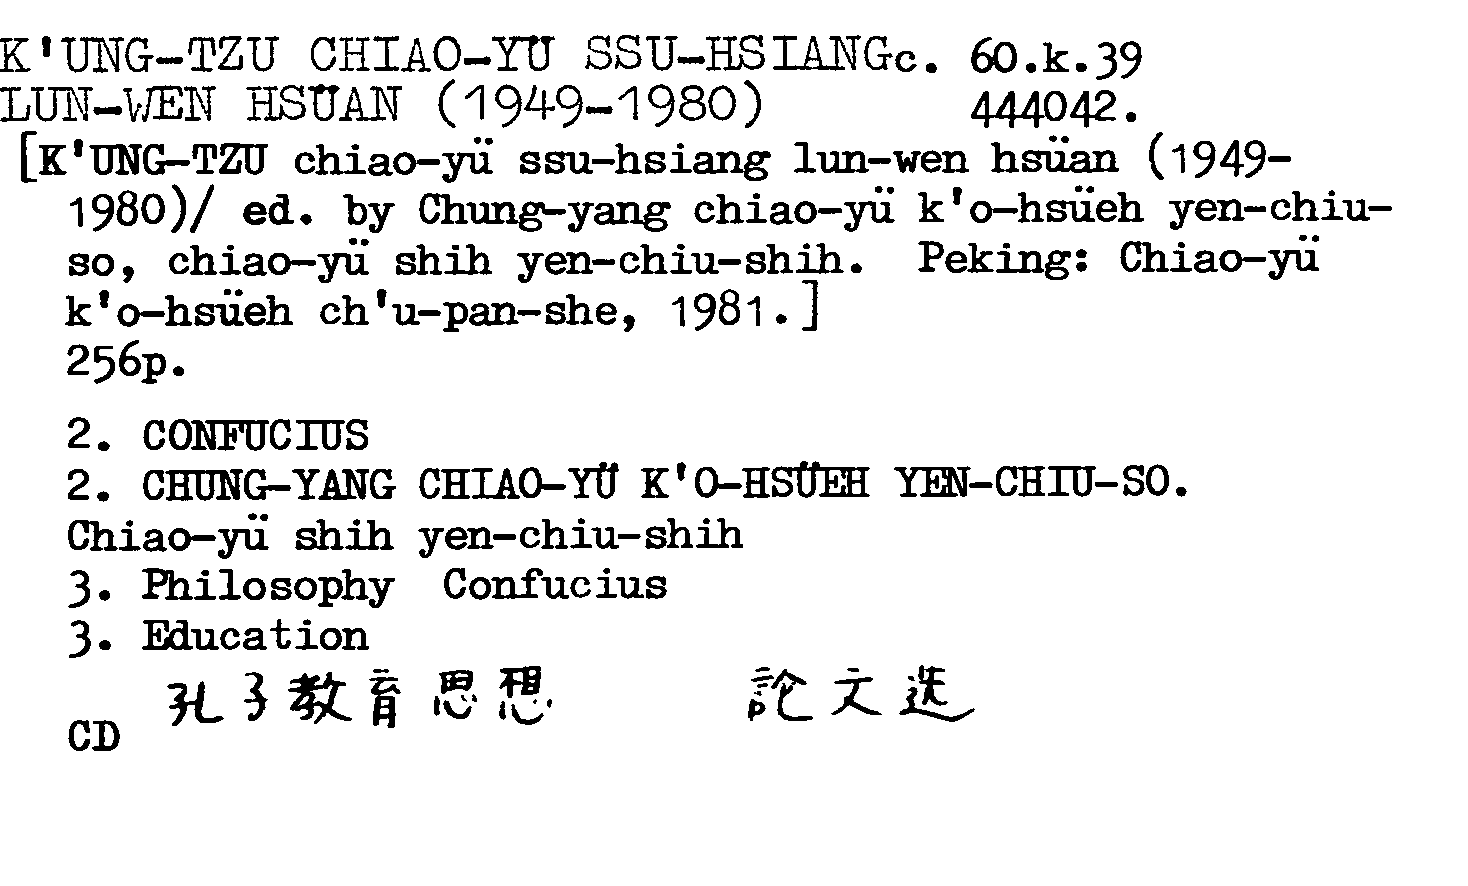 K'UNG-TZU CHIAO-YÜ SSU-HSIANG c. 60.k.39
LUN-WEN HSÜAN (1949-1980) 444042.
[K'UNG-TZU chiao-yü ssu-hsiang lun-wen hsüan (1949-
1980)/ ed. by Chung-yang chiao-yü k'o-hsüeh yen-chiu-
so, chiao-yü shih yen-chiu-shih. Peking: Chiao-yü
k'o-hsüeh ch'u-pan-she, 1981.]
256p.
2. CONFUCIUS
2. CHUNG-YANG CHIAO-YÜ K'O-HSÜEH YEN-CHIU-SO.
Chiao-yü shih yen-chiu-shih
3. Philosophy Confucius
3. Education
孔子教育思想 論文选
CD